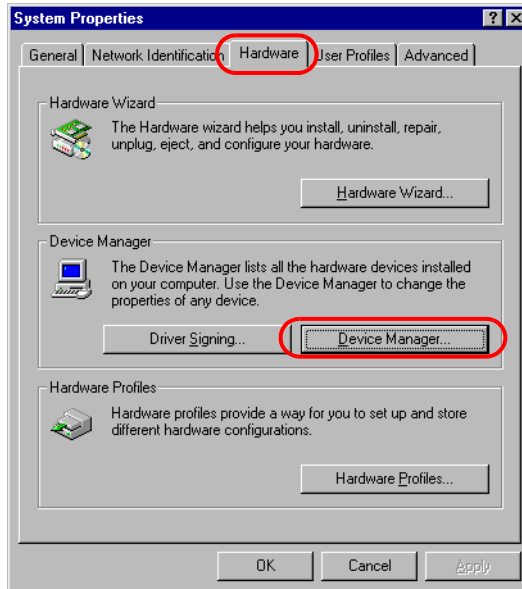 System Properties
General Network Identification Hardware User Profiles Advanced
Hardware Wizard
The Hardware wizard helps you install, uninstall, repair,
unplug, eject, and configure your hardware.
Hardware Wizard...
Device Manager
The Device Manager lists all the hardware devices installed
on your computer. Use the Device Manager to change the
properties of any device.
Driver Signing... Device Manager...
Hardware Profiles
Hardware profiles provide a way for you to set up and store
different hardware configurations.
Hardware Profiles...
OK Cancel Apply